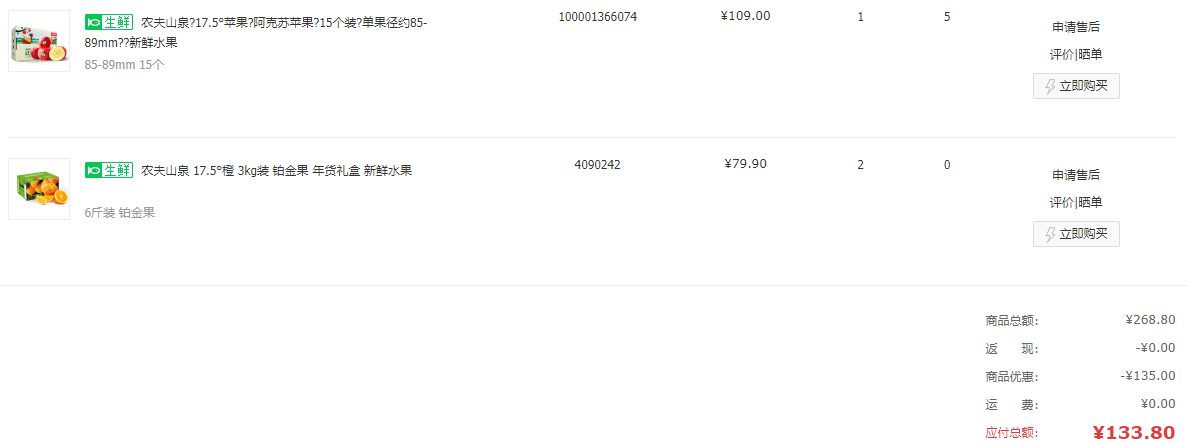 生鲜 农夫山泉?17.5°苹果?阿克苏苹果?15个装?单果径约85-
89mm??新鲜水果
85-89mm 15个
100001366074
¥109.00
1
5
申请售后
评价|晒单
立即购买
生鲜 农夫山泉 17.5°橙 3kg装 铂金果 年货礼盒 新鲜水果
6斤装 铂金果
4090242
¥79.90
2
0
申请售后
评价|晒单
立即购买
商品总额: ¥268.80
返 现: -¥0.00
商品优惠: -¥135.00
运 费: ¥0.00
应付总额: ¥133.80